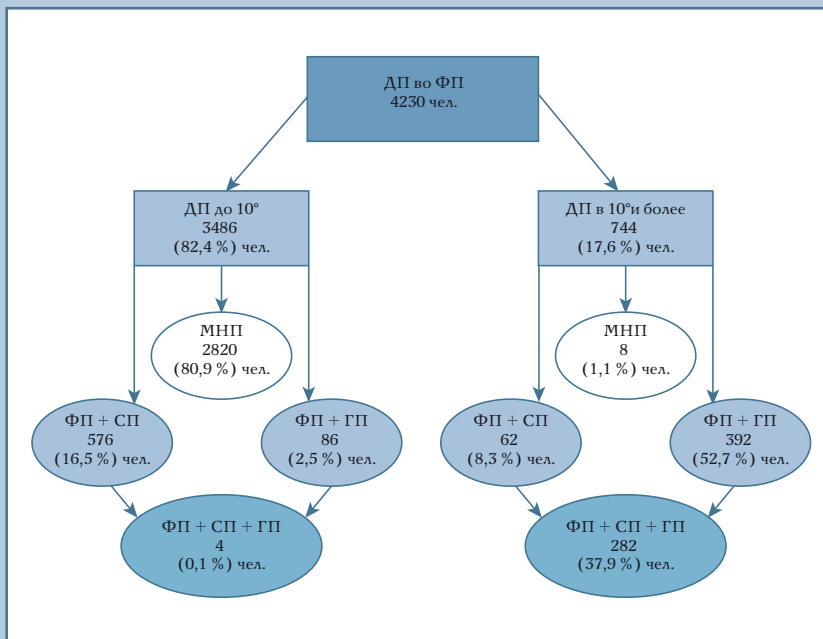 ДП во ФП
4230 чел.
ДП до 10°
3486
(82,4 %) чел.
ДП в 10°и более
744
(17,6 %) чел.
МНП
2820
(80,9 %) чел.
МНП
8
(1,1 %) чел.
ФП + СП
576
(16,5 %) чел.
ФП + ГП
86
(2,5 %) чел.
ФП + СП
62
(8,3 %) чел.
ФП + ГП
392
(52,7 %) чел.
ФП + СП + ГП
4
(0,1 %) чел.
ФП + СП + ГП
282
(37,9 %) чел.